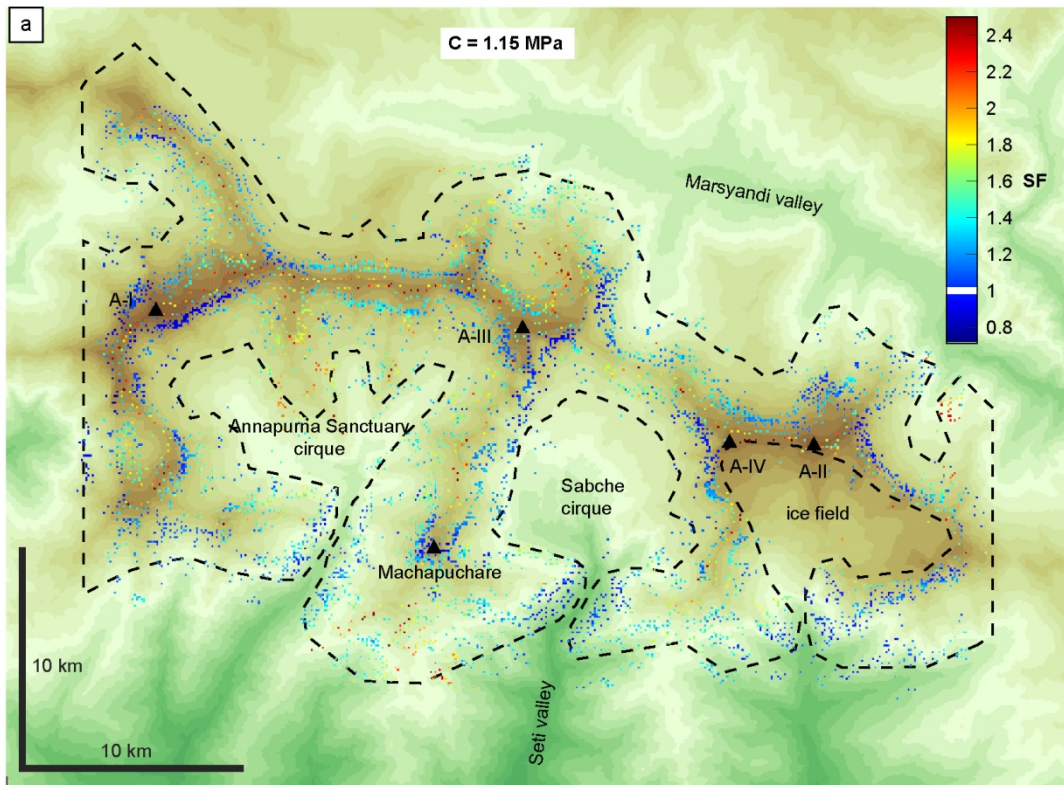 a
C = 1.15 MPa
2.4
2.2
2
1.8
1.6
SF
1.4
1.2
1
0.8
Marsyandi valley
A-I
A-III
Annapurna Sanctuary
cirque
A-IV
A-II
Sabche
cirque
ice field
Machapuchare
Seti valley
10 km
10 km